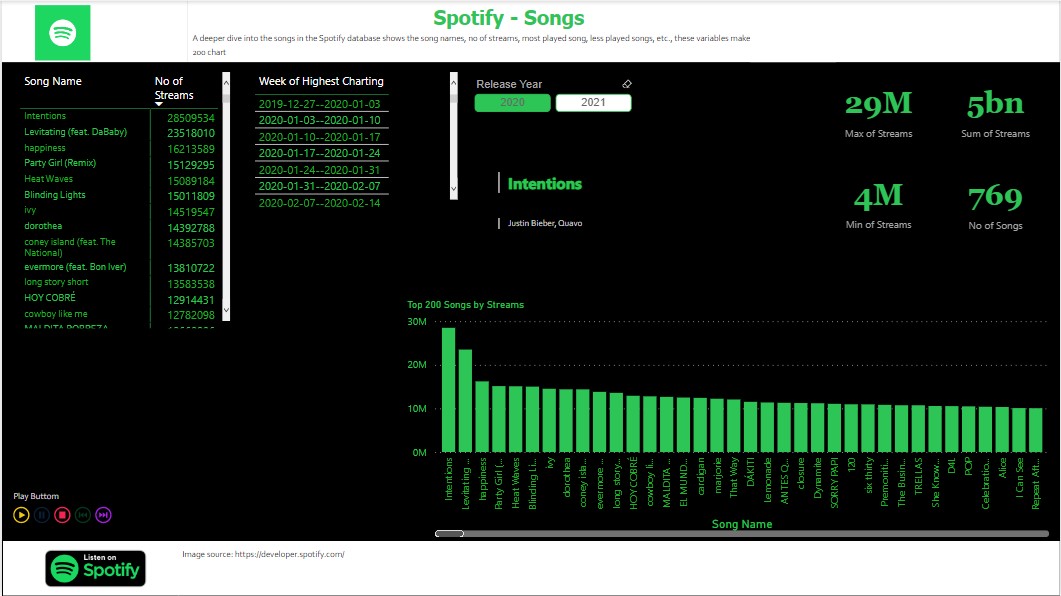 Spotify - Songs
A deeper dive into the songs in the Spotify database shows the song names, no of streams, most played song, less played songs, etc., these variables make
200 chart
Song Name
No of
Streams
Intentions 28509534
Levitating (feat. DaBaby) 23518010
happiness 16213589
Party Girl (Remix) 15129295
Heat Waves 15089184
Blinding Lights 15011809
ivy 14519547
dorothea 14392788
coney island (feat. The
National) 14385703
evermore (feat. Bon Iver) 13810722
long story short 13583538
HOY COBRÉ 12914431
cowboy like me 12782098
MALDITA POBREZA
Week of Highest Charting
2019-12-27--2020-01-03
2020-01-03--2020-01-10
2020-01-10--2020-01-17
2020-01-17--2020-01-24
2020-01-24--2020-01-31
2020-01-31--2020-02-07
2020-02-07--2020-02-14
Release Year
2020 2021
Intentions
Justin Bieber, Quavo
29M
Max of Streams
5bn
Sum of Streams
4M
Min of Streams
769
No of Songs
Top 200 Songs by Streams
30M
20M
10M
0M
Intentions
Levitating ...
happiness
Party Girl (...
Heat Waves
Blinding Li...
ivy
dorothea
coney isla...
evermore ...
long story...
HOY COBRÉ
cowboy li...
MALDITA ...
EL MUND...
cardigan
marjorie
That Way
DÁKITI
Lemonade
ANTES Q...
closure
Dynamite
SORRY PAPI
120
six thirty
Premoniti...
The Busin...
TRELLAS
She Know...
D4L
POP
Celebratio...
Alice
I Can See
Repeat Aft...
Song Name
Play Buttom
Listen on
Spotify
Image source: https://developer.spotify.com/